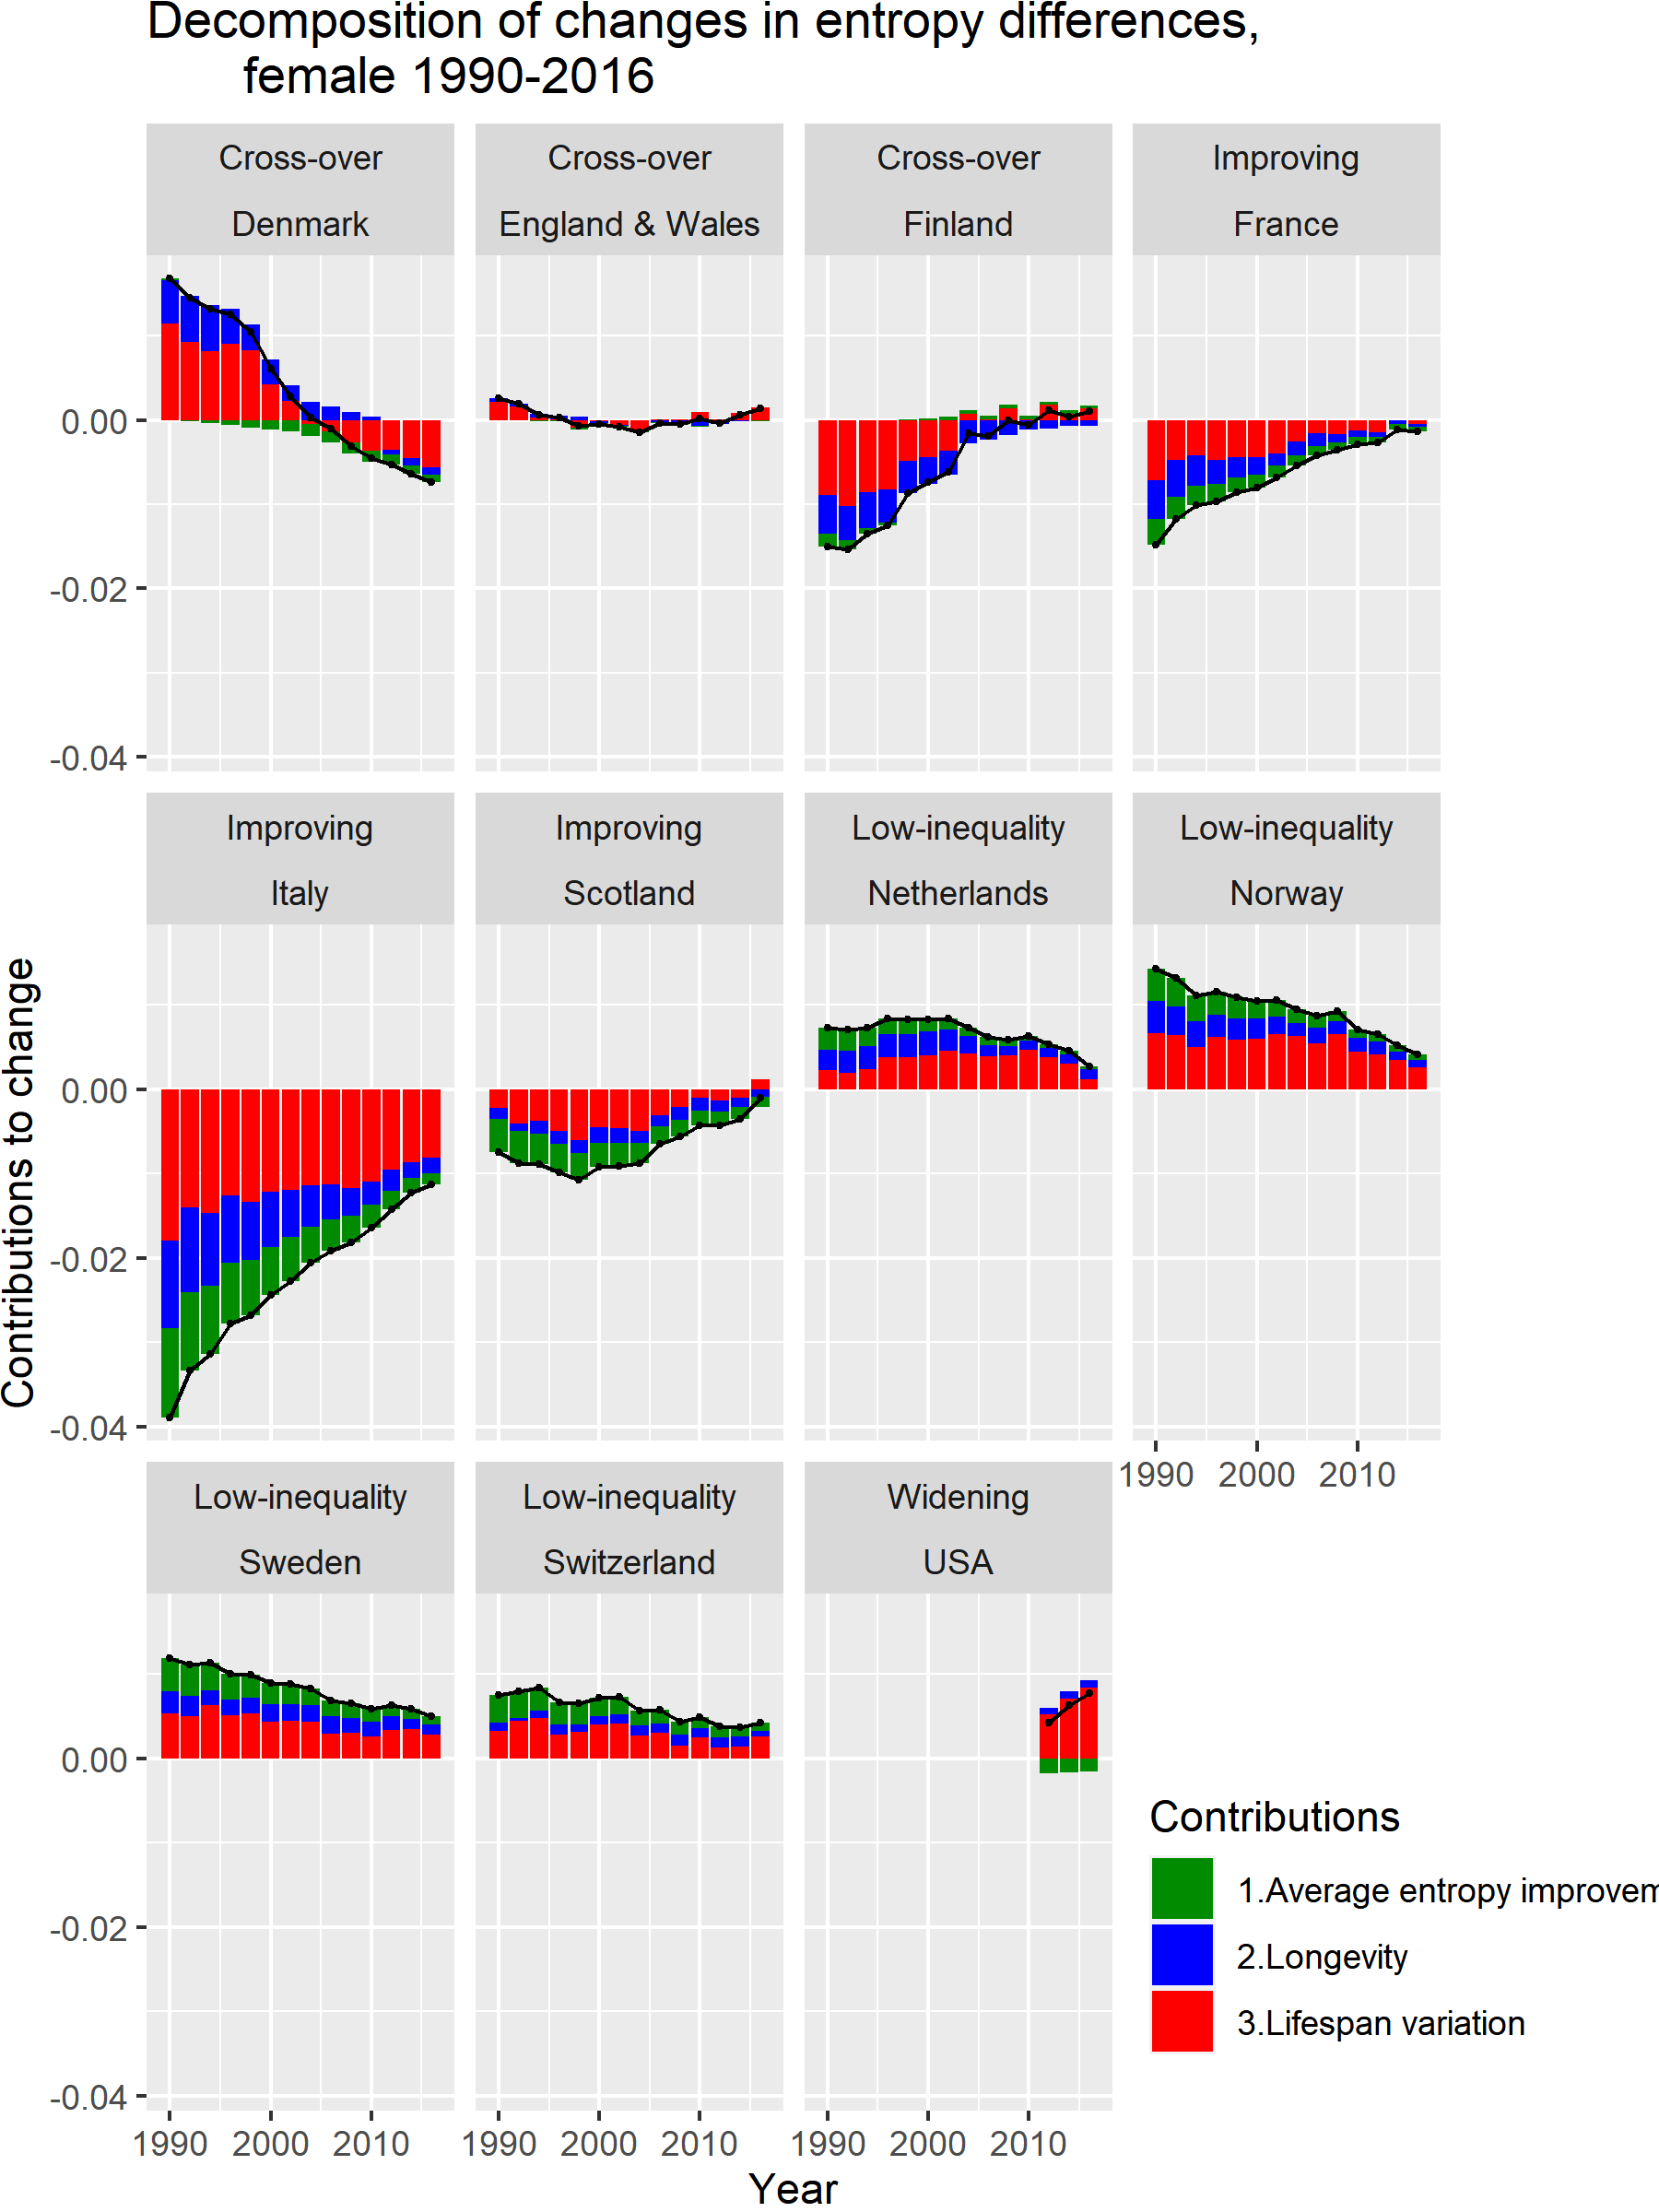 Decomposition of changes in entropy differences,
female 1990-2016
Cross-over
Denmark
Cross-over
England & Wales
Cross-over
Finland
Improving
France
0.00
-0.02
-0.04
Improving
Italy
Improving
Scotland
Low-inequality
Netherlands
Low-inequality
Norway
Contributions to change
0.00
-0.02
-0.04
1990 2000 2010
Low-inequality
Sweden
Low-inequality
Switzerland
Widening
USA
0.00
-0.02
-0.04
1990 2000 2010
1990 2000 2010
1990 2000 2010
Year
Contributions
1.Average entropy improvem
2.Longevity
3.Lifespan variation